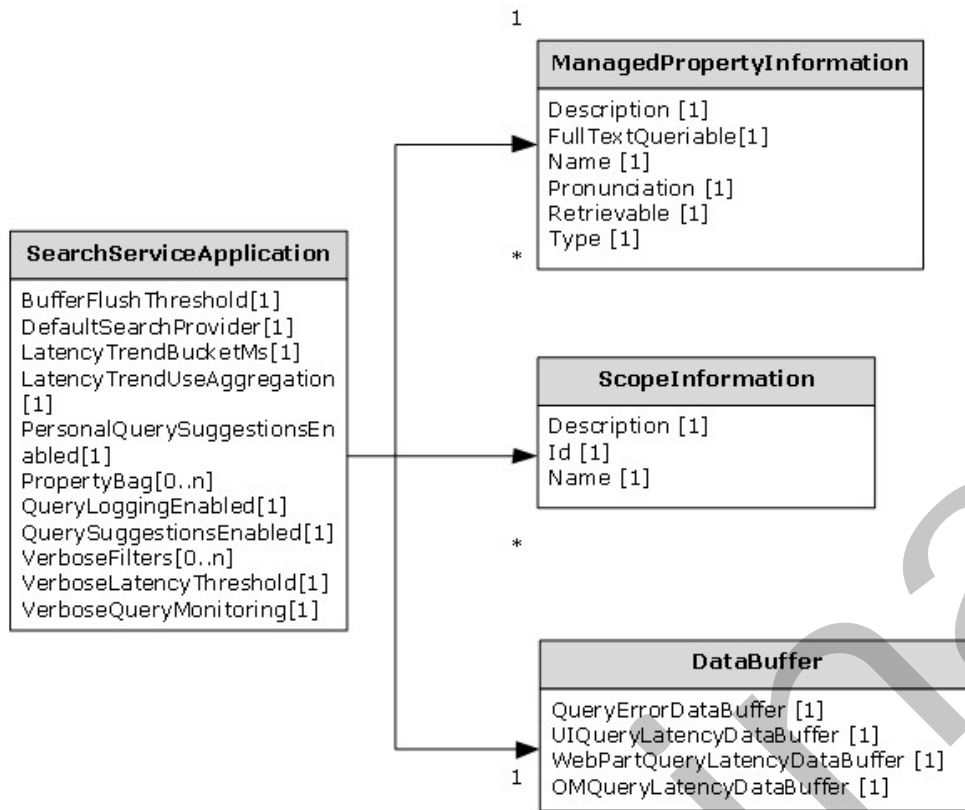 1
ManagedPropertyInformation
Description [1]
FullTextQueriable[1]
Name [1]
Pronunciation [1]
Retrievable [1]
Type [1]
*
SearchServiceApplication
BufferFlushThreshold[1]
DefaultSearchProvider[1]
LatencyTrendBucketMs[1]
LatencyTrendUseAggregation
[1]
PersonalQuerySuggestionsEn
abled[1]
PropertyBag[0..n]
QueryLoggingEnabled[1]
QuerySuggestionsEnabled[1]
VerboseFilters[0..n]
VerboseLatencyThreshold[1]
VerboseQueryMonitoring[1]
ScopeInformation
Description [1]
Id [1]
Name [1]
*
DataBuffer
QueryErrorDataBuffer [1]
UIQueryLatencyDataBuffer [1]
WebPartQueryLatencyDataBuffer [1]
OMQueryLatencyDataBuffer [1]
1